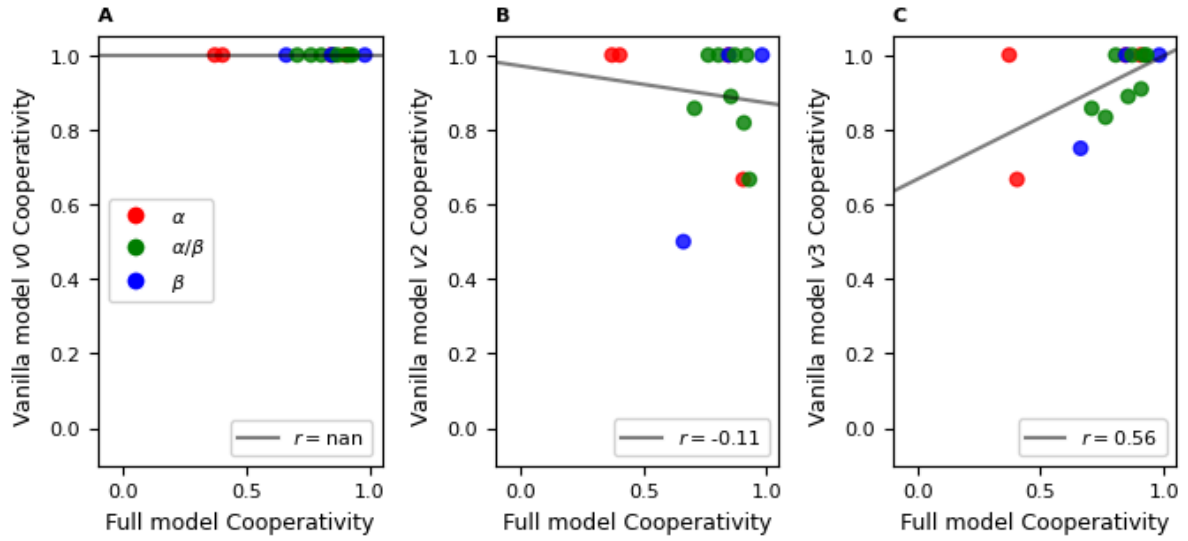 A
Vanilla model v0 Cooperativity
1.0
0.8
0.6
0.4
0.2
0.0
α
α/β
β
r = nan
0.0 0.5 1.0
Full model Cooperativity
B
Vanilla model v2 Cooperativity
1.0
0.8
0.6
0.4
0.2
0.0
r = -0.11
0.0 0.5 1.0
Full model Cooperativity
C
Vanilla model v3 Cooperativity
1.0
0.8
0.6
0.4
0.2
0.0
r = 0.56
0.0 0.5 1.0
Full model Cooperativity